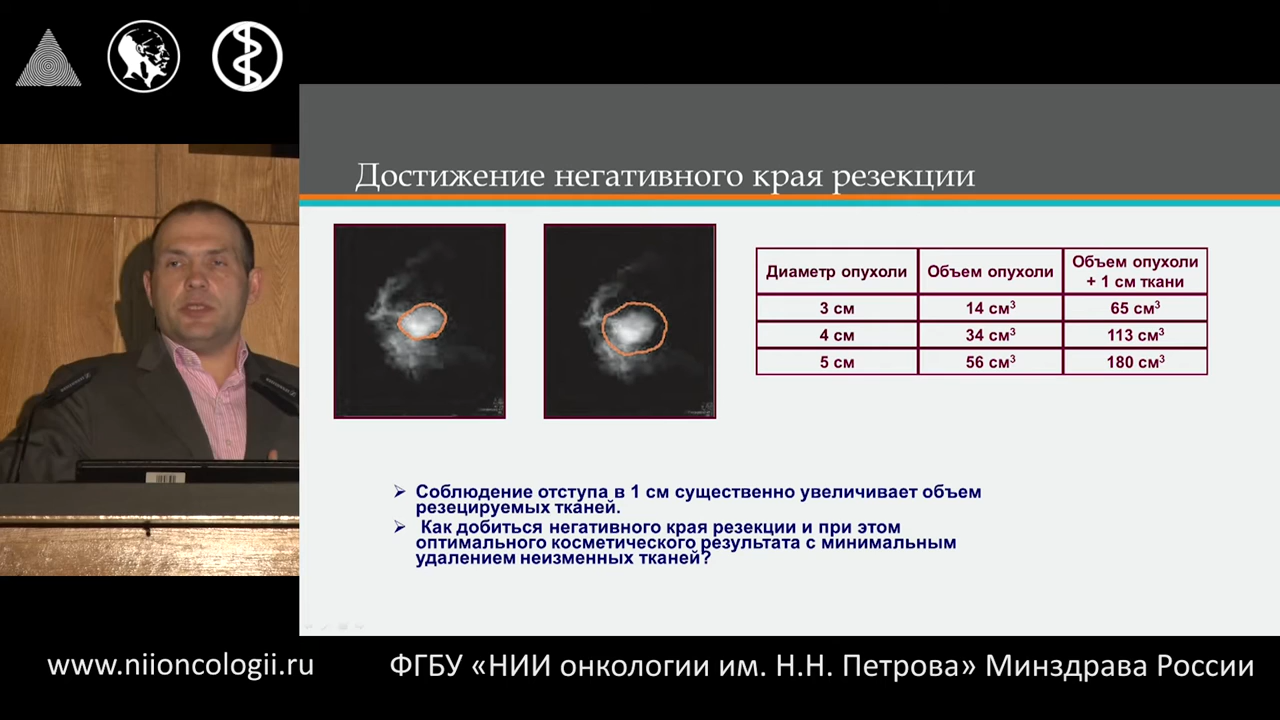 Достижение негативного края резекции
Диаметр опухоли
Объем опухоли
Объем опухоли
+ 1 см ткани
3 см
14 см³
65 см³
4 см
34 см³
113 см³
5 см
56 см³
180 см³
Соблюдение отступа в 1 см существенно увеличивает объем
резецируемых тканей.
Как добиться негативного края резекции и при этом
оптимального косметического результата с минимальным
удалением неизменных тканей?
www.niioncologii.ru
ФГБУ «НИИ онкологии им. Н.Н. Петрова» Минздрава России